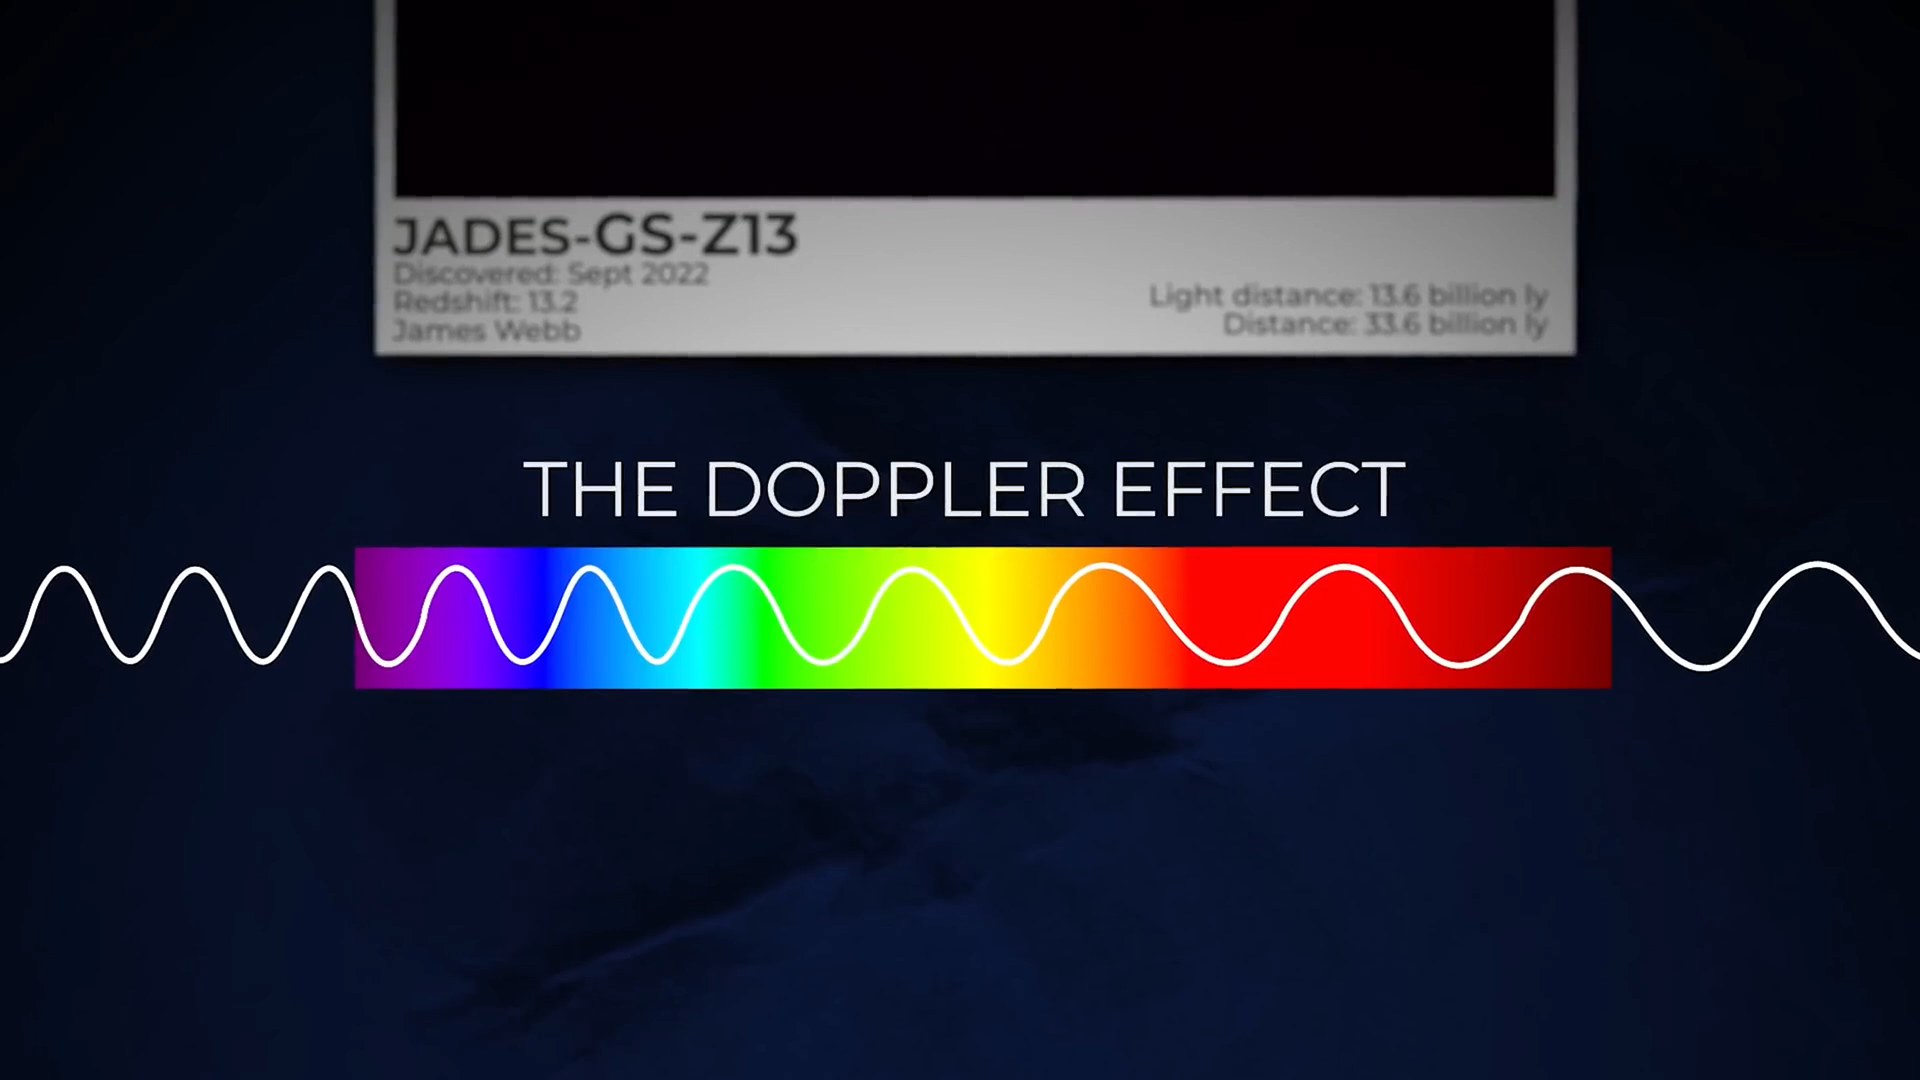 JADES-GS-Z13
Discovered: Sept 2022
Redshift: 13.2
James Webb
Light distance: 13.6 billion ly
Distance: 33.6 billion ly
THE DOPPLER EFFECT